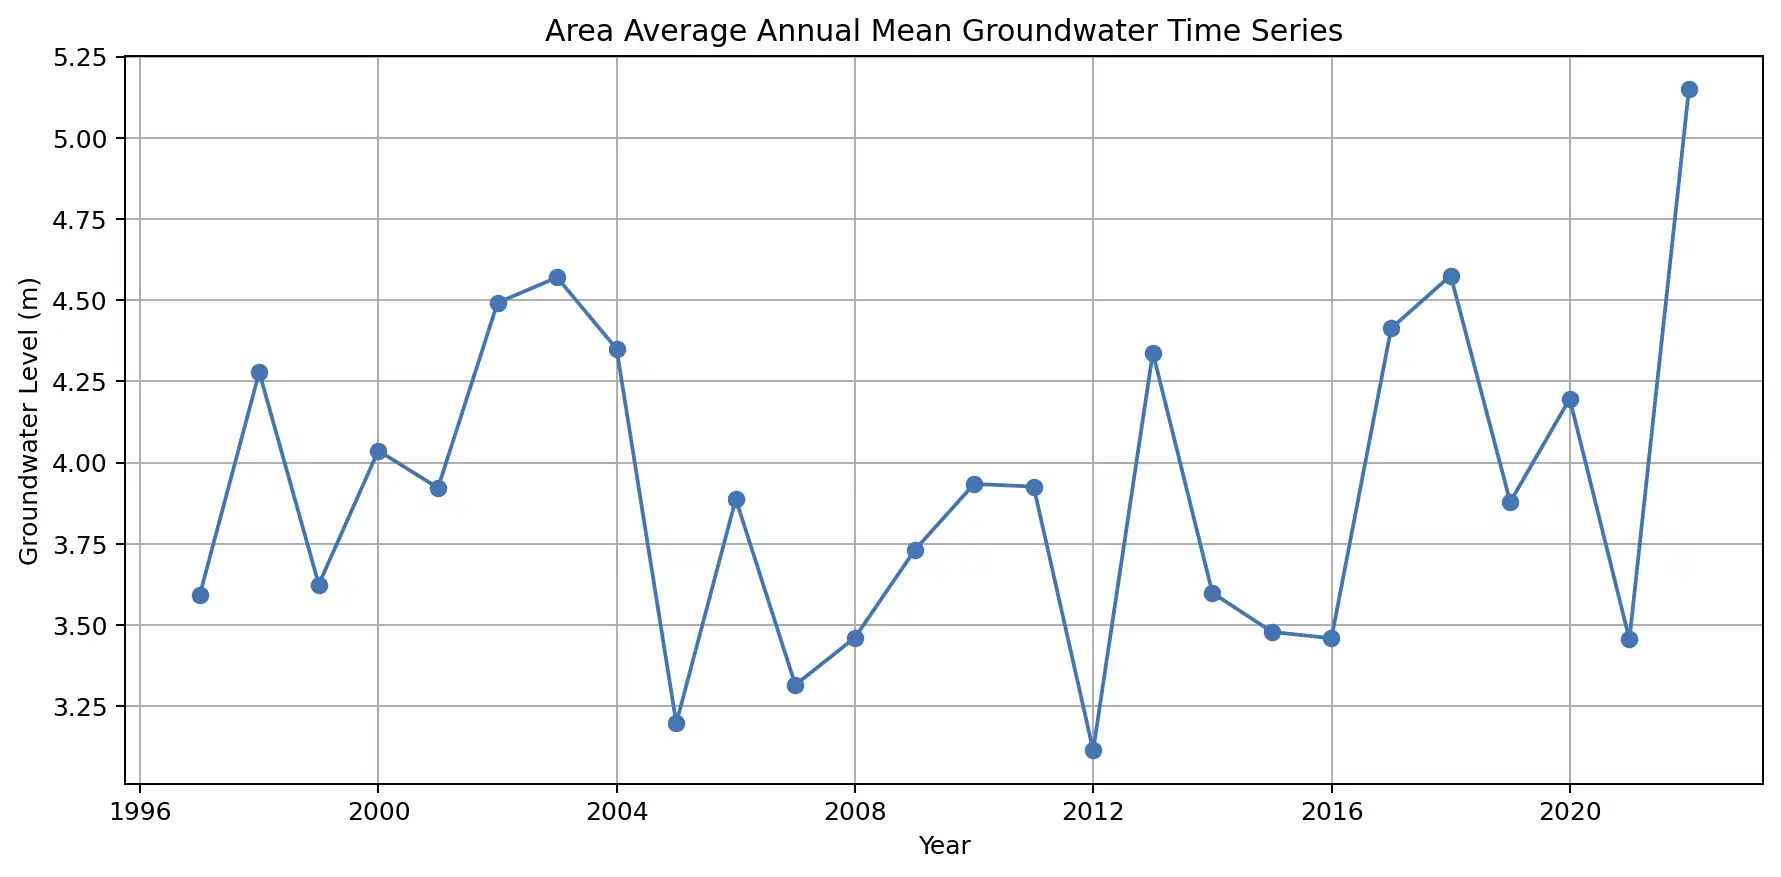 Area Average Annual Mean Groundwater Time Series
5.25
5.00
4.75
4.50
4.25
4.00
3.75
3.50
3.25
Groundwater Level (m)
1996 2000 2004 2008 2012 2016 2020
Year